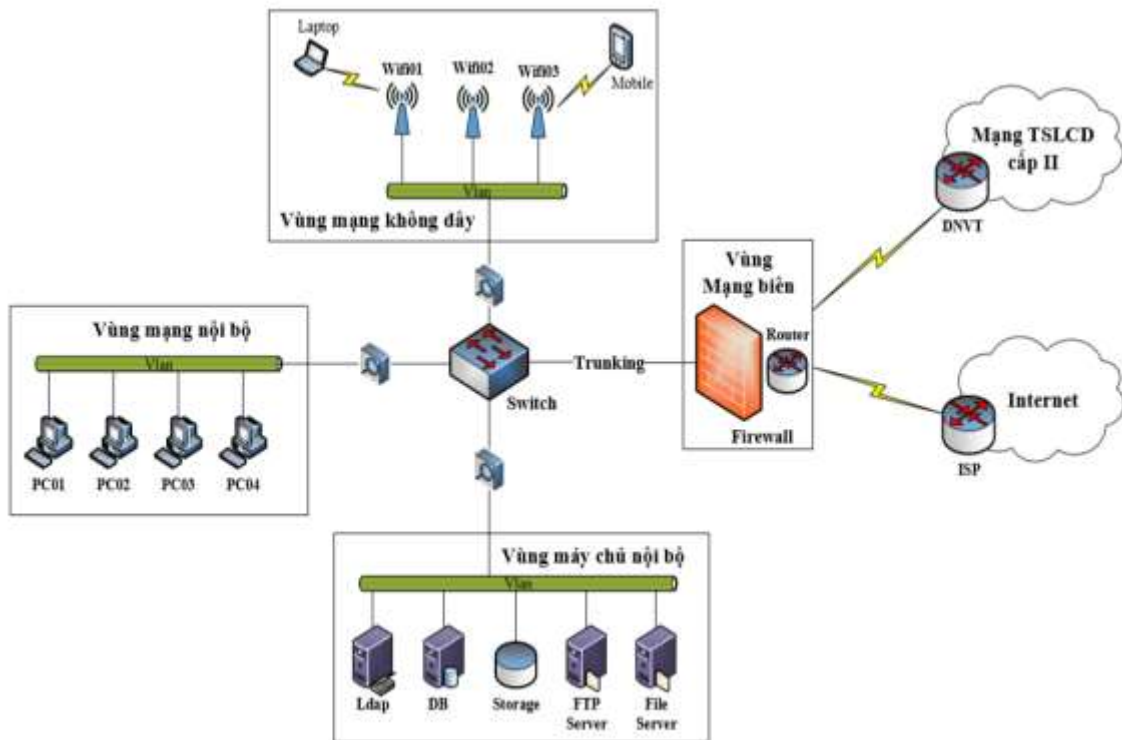 Laptop
Wifi01
Wifi02
Wifi03
Mobile
Vlan
Vùng mạng không dây
Mạng TSLCD
cấp II
DNVT
Vùng
Mạng biên
Router
Firewall
Vùng mạng nội bộ
Vlan
PC01
PC02
PC03
PC04
Switch
Trunking
Internet
ISP
Vùng máy chủ nội bộ
Vlan
Ldap
DB
Storage
FTP
Server
File
Server